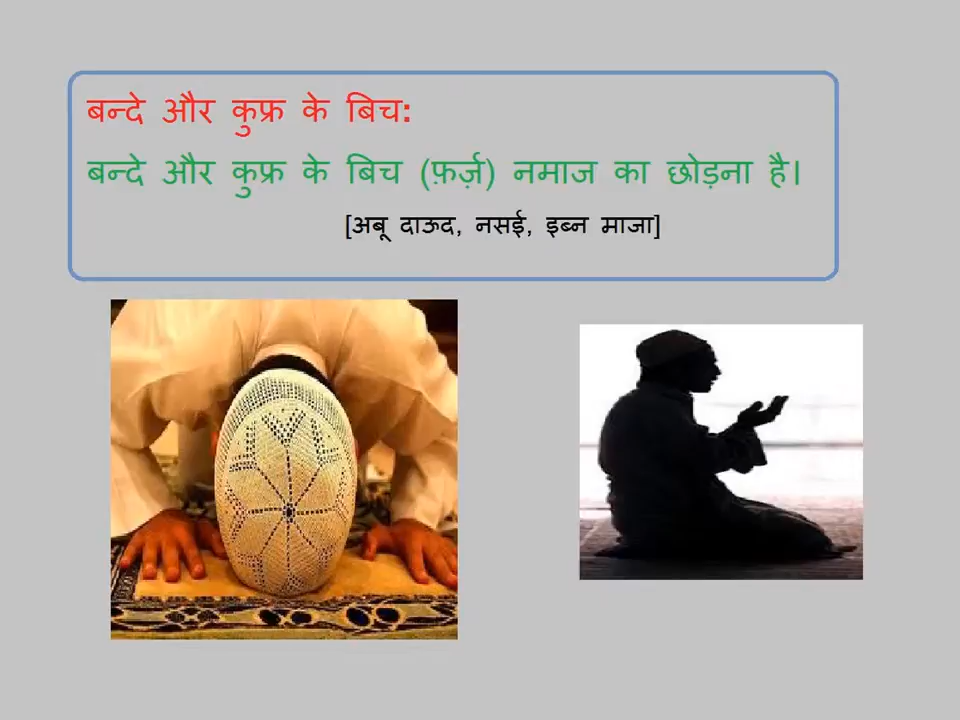 बन्दे और कुफ्र के बिच:
बन्दे और कुफ्र के बिच (फ़र्ज़) नमाज का छोड़ना है।
[अबू दाऊद, नसई, इब्न माजा]